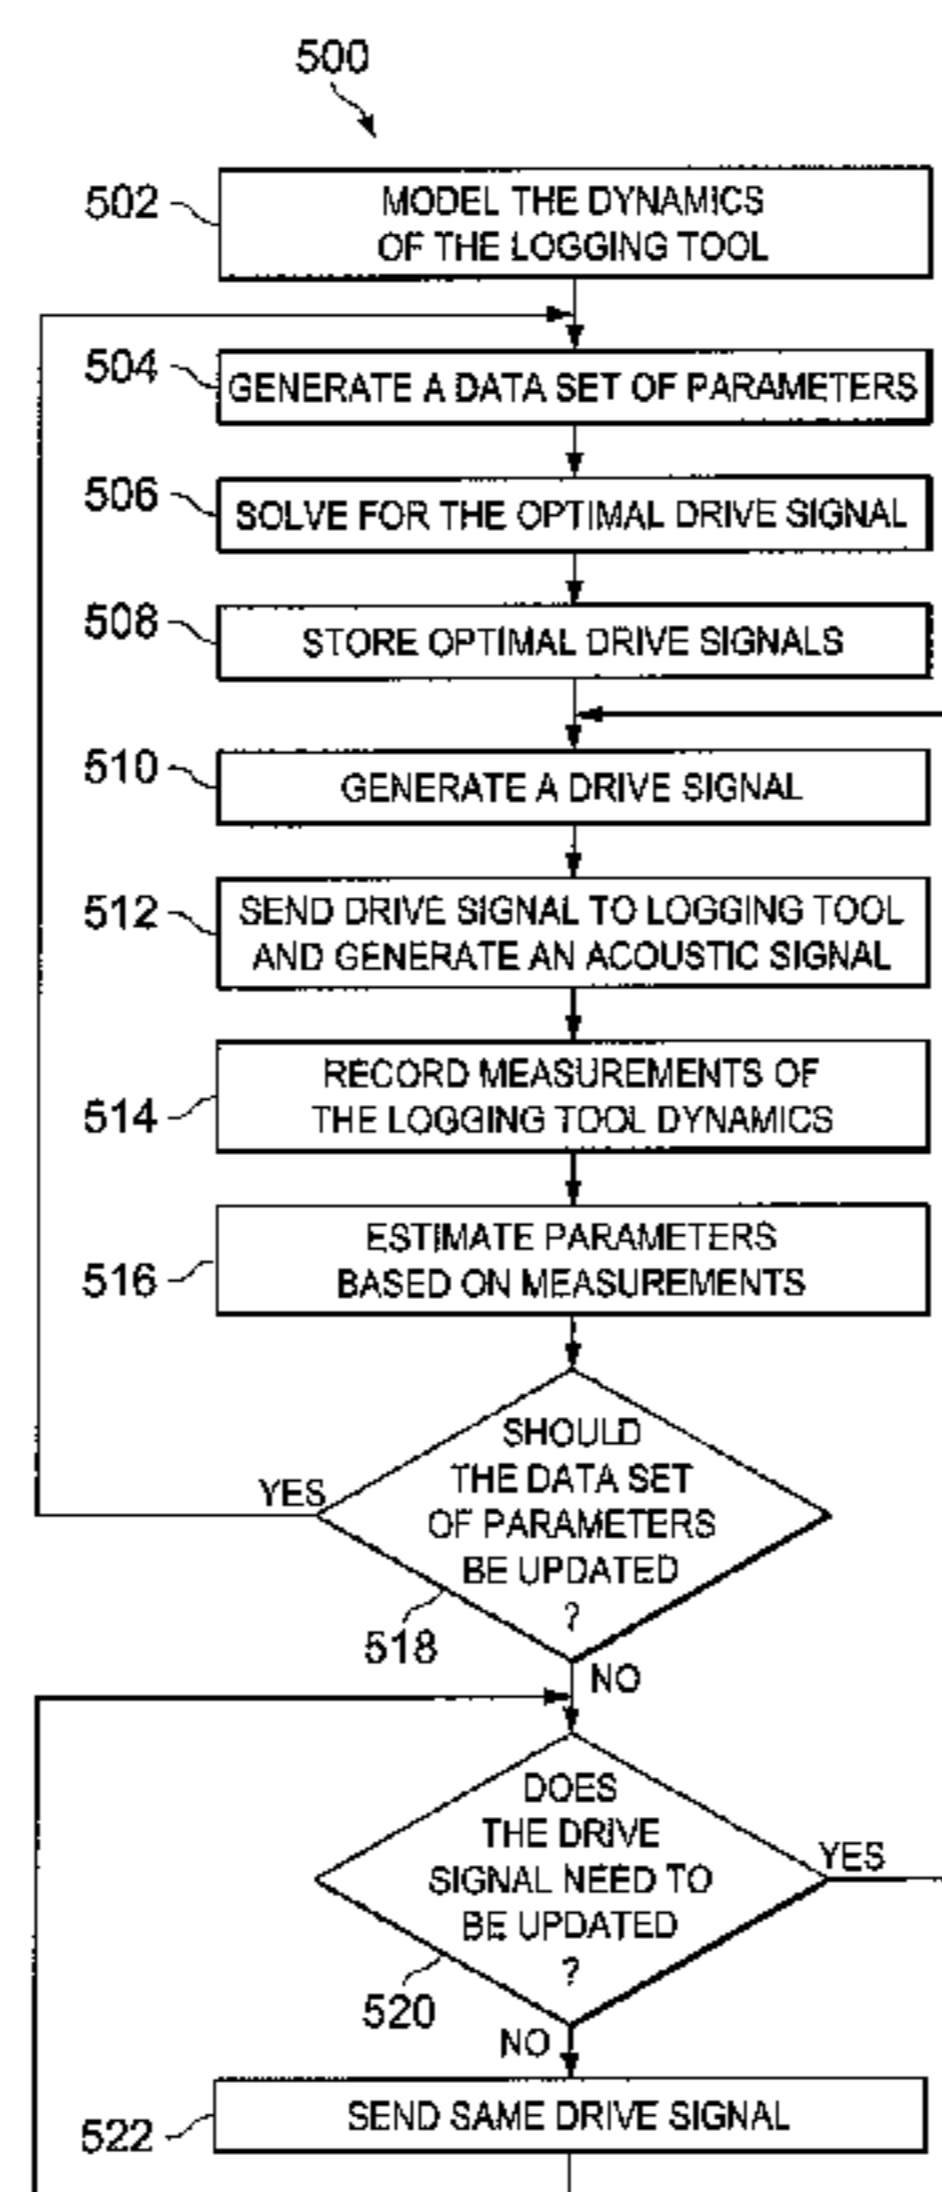 500
502
MODEL THE DYNAMICS
OF THE LOGGING TOOL
504
GENERATE A DATA SET OF PARAMETERS
506
SOLVE FOR THE OPTIMAL DRIVE SIGNAL
508
STORE OPTIMAL DRIVE SIGNALS
510
GENERATE A DRIVE SIGNAL
512
SEND DRIVE SIGNAL TO LOGGING TOOL
AND GENERATE AN ACOUSTIC SIGNAL
514
RECORD MEASUREMENTS OF
THE LOGGING TOOL DYNAMICS
516
ESTIMATE PARAMETERS
BASED ON MEASUREMENTS
SHOULD
THE DATA SET
OF PARAMETERS
BE UPDATED
?
YES
518
NO
DOES
THE DRIVE
SIGNAL NEED TO
BE UPDATED
?
YES
520
NO
522
SEND SAME DRIVE SIGNAL